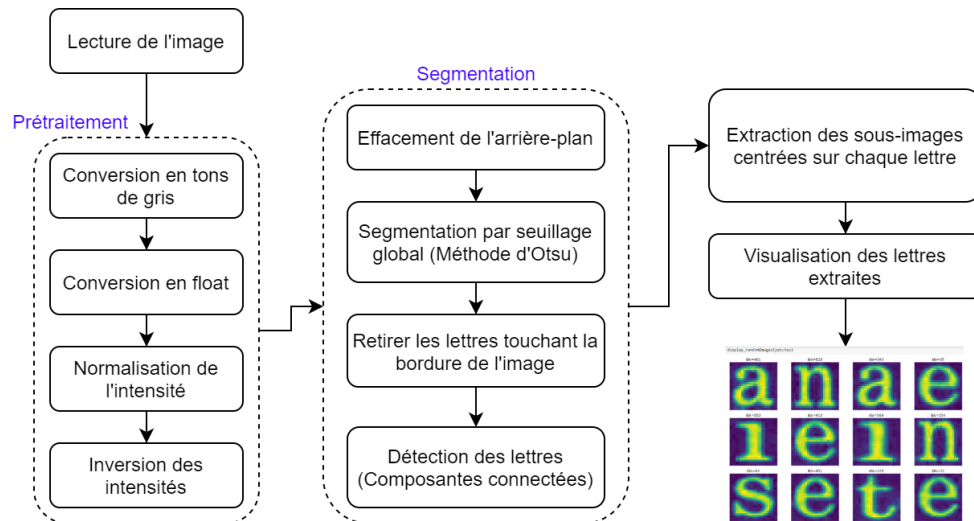 Lecture de l'image
Prétraitement
Conversion en tons
de gris
Conversion en float
Normalisation de
l'intensité
Inversion des
intensités
Segmentation
Effacement de l'arrière-plan
Segmentation par seuillage
global (Méthode d'Otsu)
Retirer les lettres touchant la
bordure de l'image
Détection des lettres
(Composantes connectées)
Extraction des sous-images
centrées sur chaque lettre
Visualisation des lettres
extraites
a n a e
i e i n
s e t e